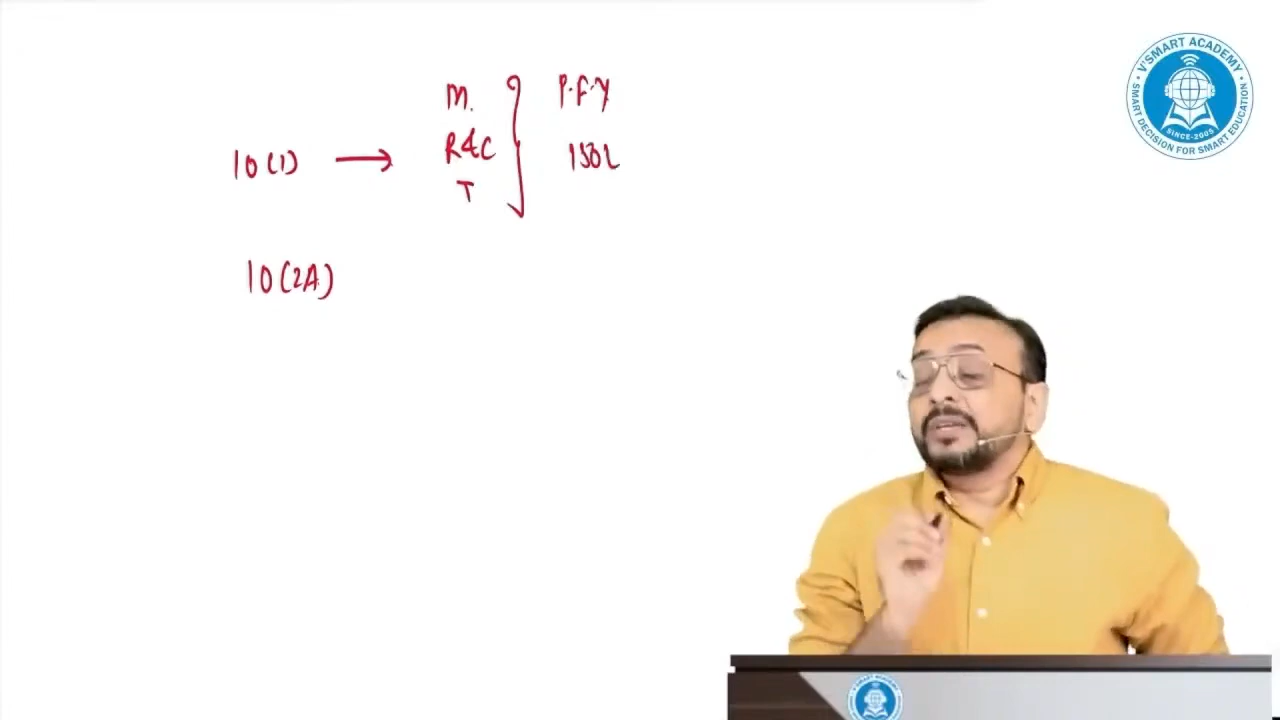 M.
R&C
T
P.F.Y
150L
10(1) →
10(2A)
V'SMART ACADEMY
SINCE-2005
SMART DECISION FOR SMART EDUCATION